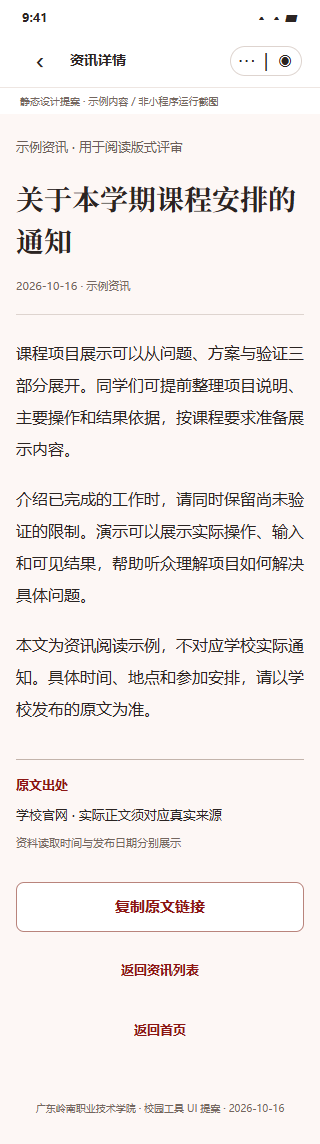 9:41
资讯详情
静态设计提案 · 示例内容 / 非小程序运行截图
示例资讯 · 用于阅读版式评审
关于本学期课程安排的
通知
2026-10-16 · 示例资讯
课程项目展示可以从问题、方案与验证三
部分展开。同学们可提前整理项目说明、
主要操作和结果依据，按课程要求准备展
示内容。
介绍已完成的工作时，请同时保留尚未验
证的限制。演示可以展示实际操作、输入
和可见结果，帮助听众理解项目如何解决
具体问题。
本文为资讯阅读示例，不对应学校实际通
知。具体时间、地点和参加安排，请以学
校发布的原文为准。
原文出处
学校官网 · 实际正文须对应真实来源
资料读取时间与发布日期分别展示
复制原文链接
返回资讯列表
返回首页
广东岭南职业技术学院 · 校园工具 UI 提案 · 2026-10-16